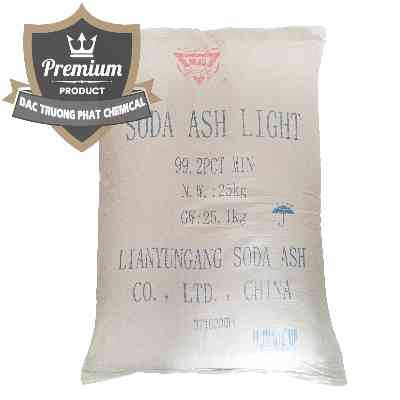 Premium
PRODUCT
DAC TRUONG PHAT CHEMICAL
SODA ASH LIGHT
99.2PCT MIN
N.W.:25kg
GW:25.1kg
LIANYUNGANG SODA ASH
CO., LTD., CHINA